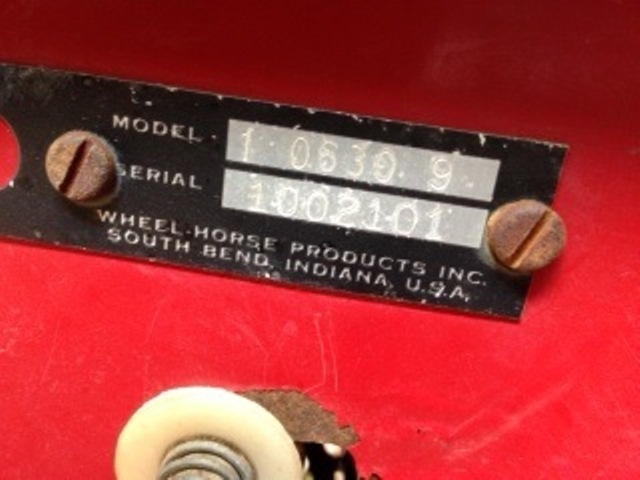 MODEL 1 0630 9
SERIAL 1002101
WHEEL-HORSE PRODUCTS INC.
SOUTH BEND, INDIANA, U.S.A.